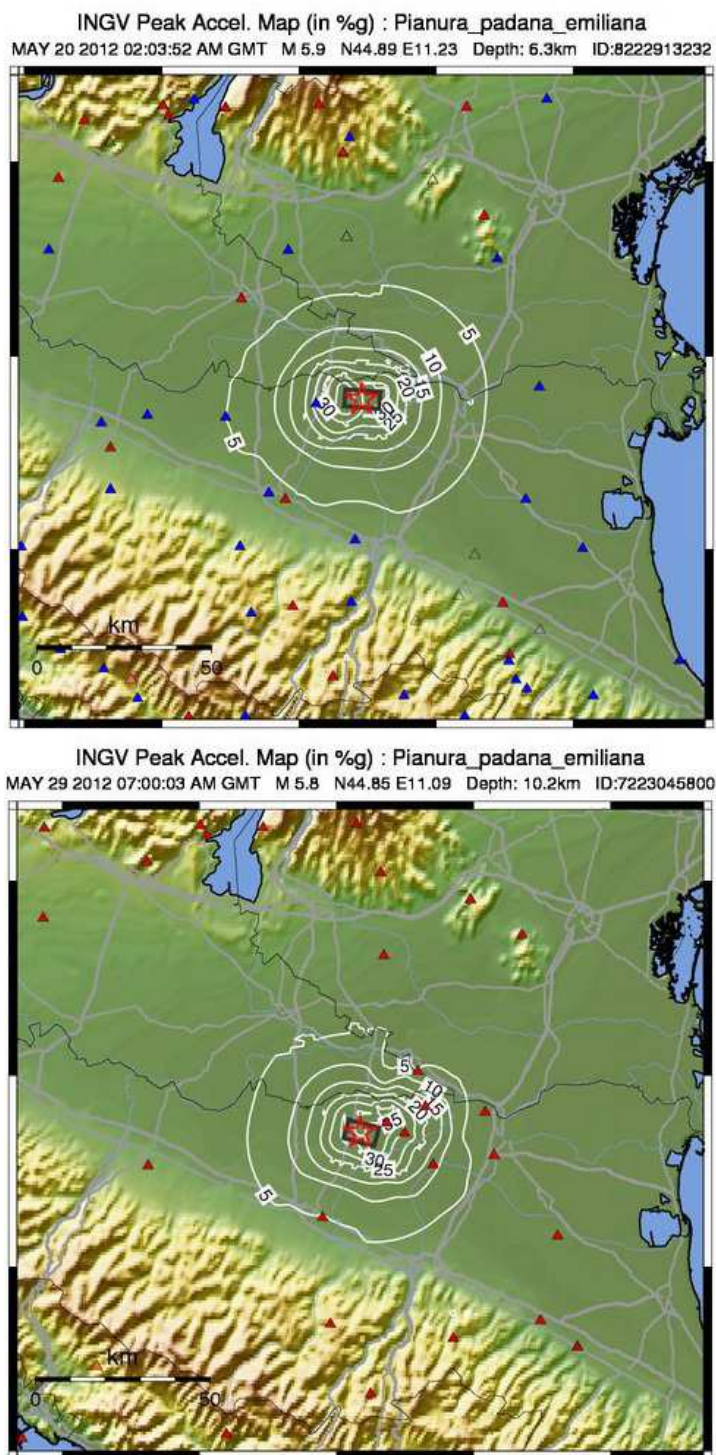 INGV Peak Accel. Map (in %g) : Pianura_padana_emiliana
MAY 20 2012 02:03:52 AM GMT M 5.9 N44.89 E11.23 Depth: 6.3km ID:8222913232
5
10
15
20
30
25
5
km
0 50
INGV Peak Accel. Map (in %g) : Pianura_padana_emiliana
MAY 29 2012 07:00:03 AM GMT M 5.8 N44.85 E11.09 Depth: 10.2km ID:7223045800
5
10
15
20
35
30
25
5
km
0 50